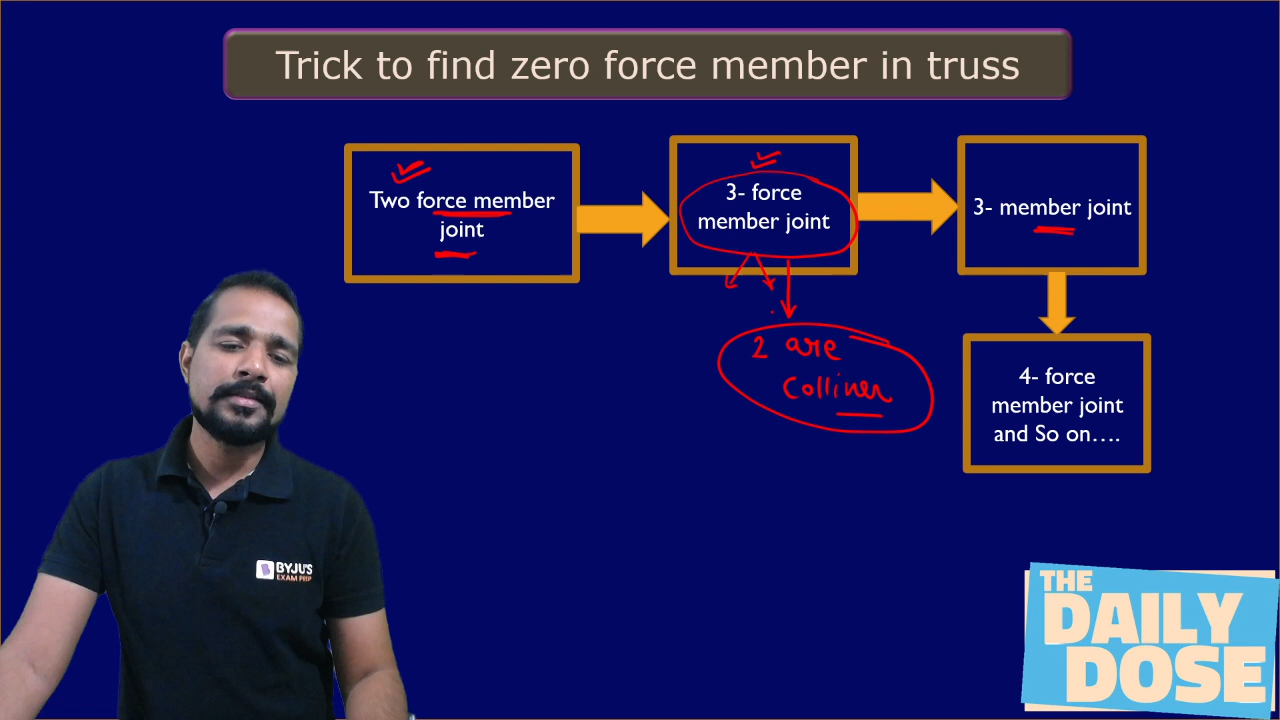 Trick to find zero force member in truss
Two force member
joint
3- force
member joint
3- member joint
2 are
Colliner
4- force
member joint
and So on....
BYJU'S
EXAM PREP
THE
DAILY
DOSE